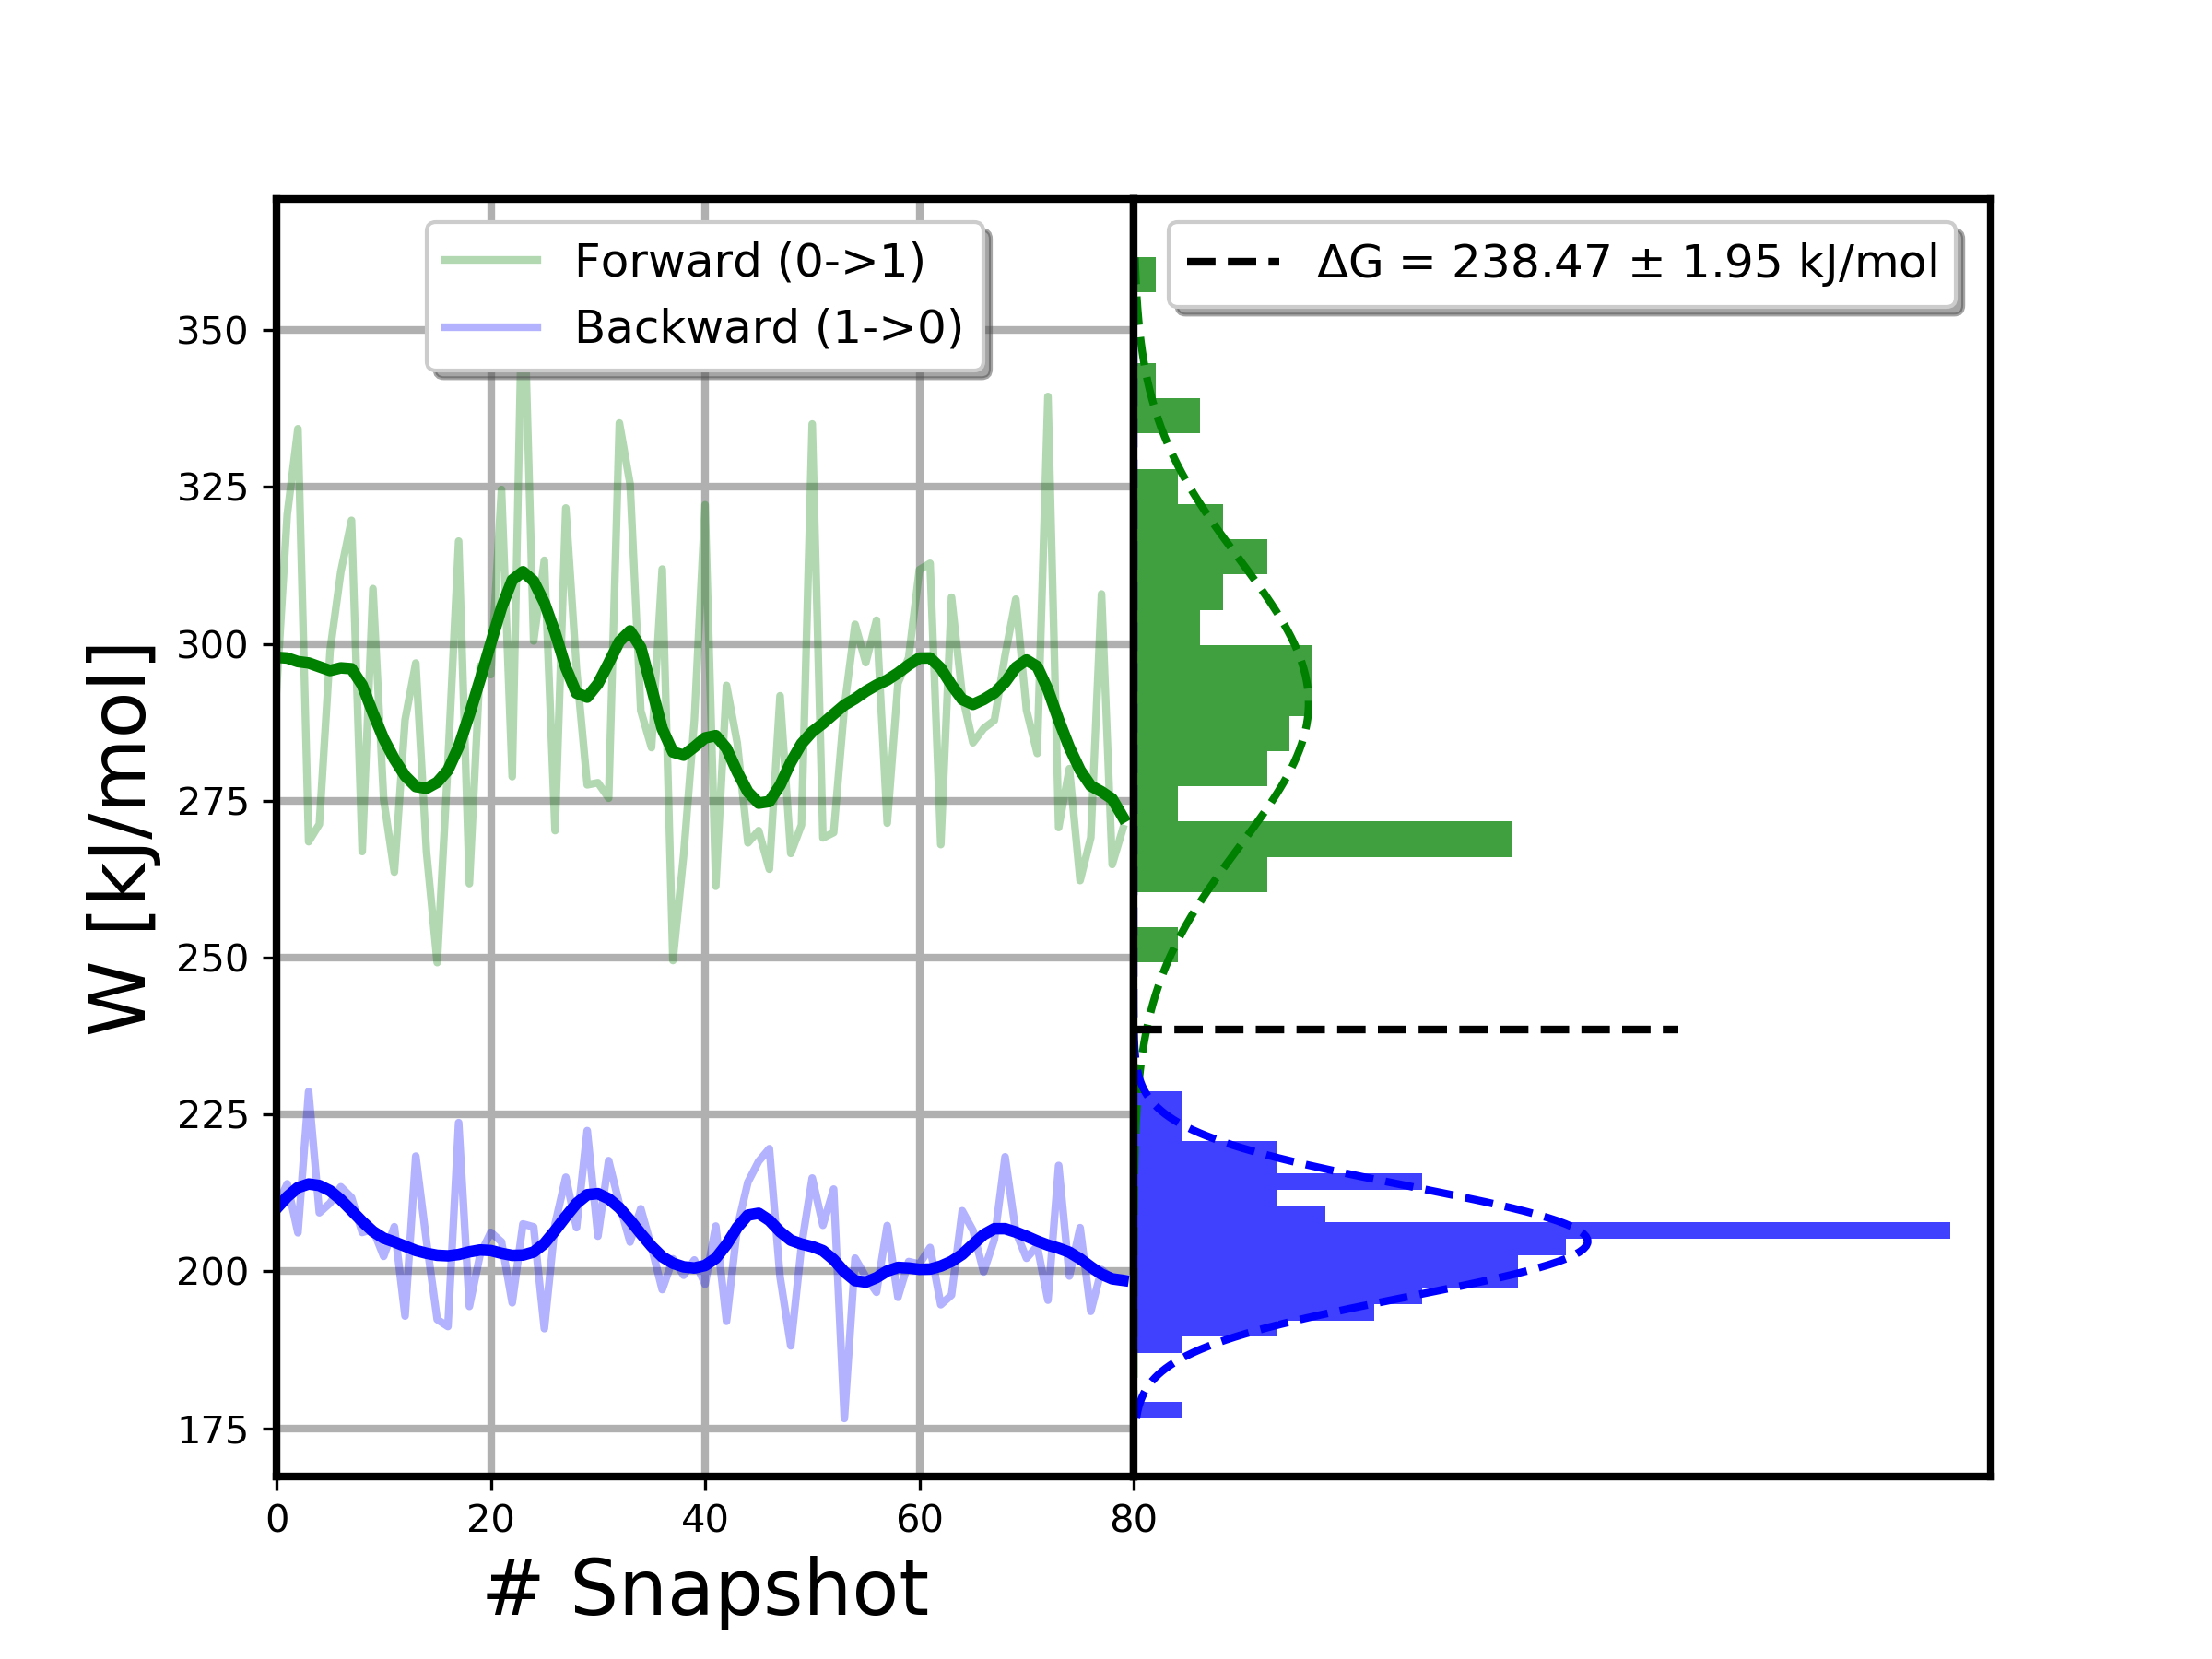 Forward (0->1)
Backward (1->0)
ΔG = 238.47 ± 1.95 kJ/mol
W [kJ/mol]
350
325
300
275
250
225
200
175
0 20 40 60 80
# Snapshot